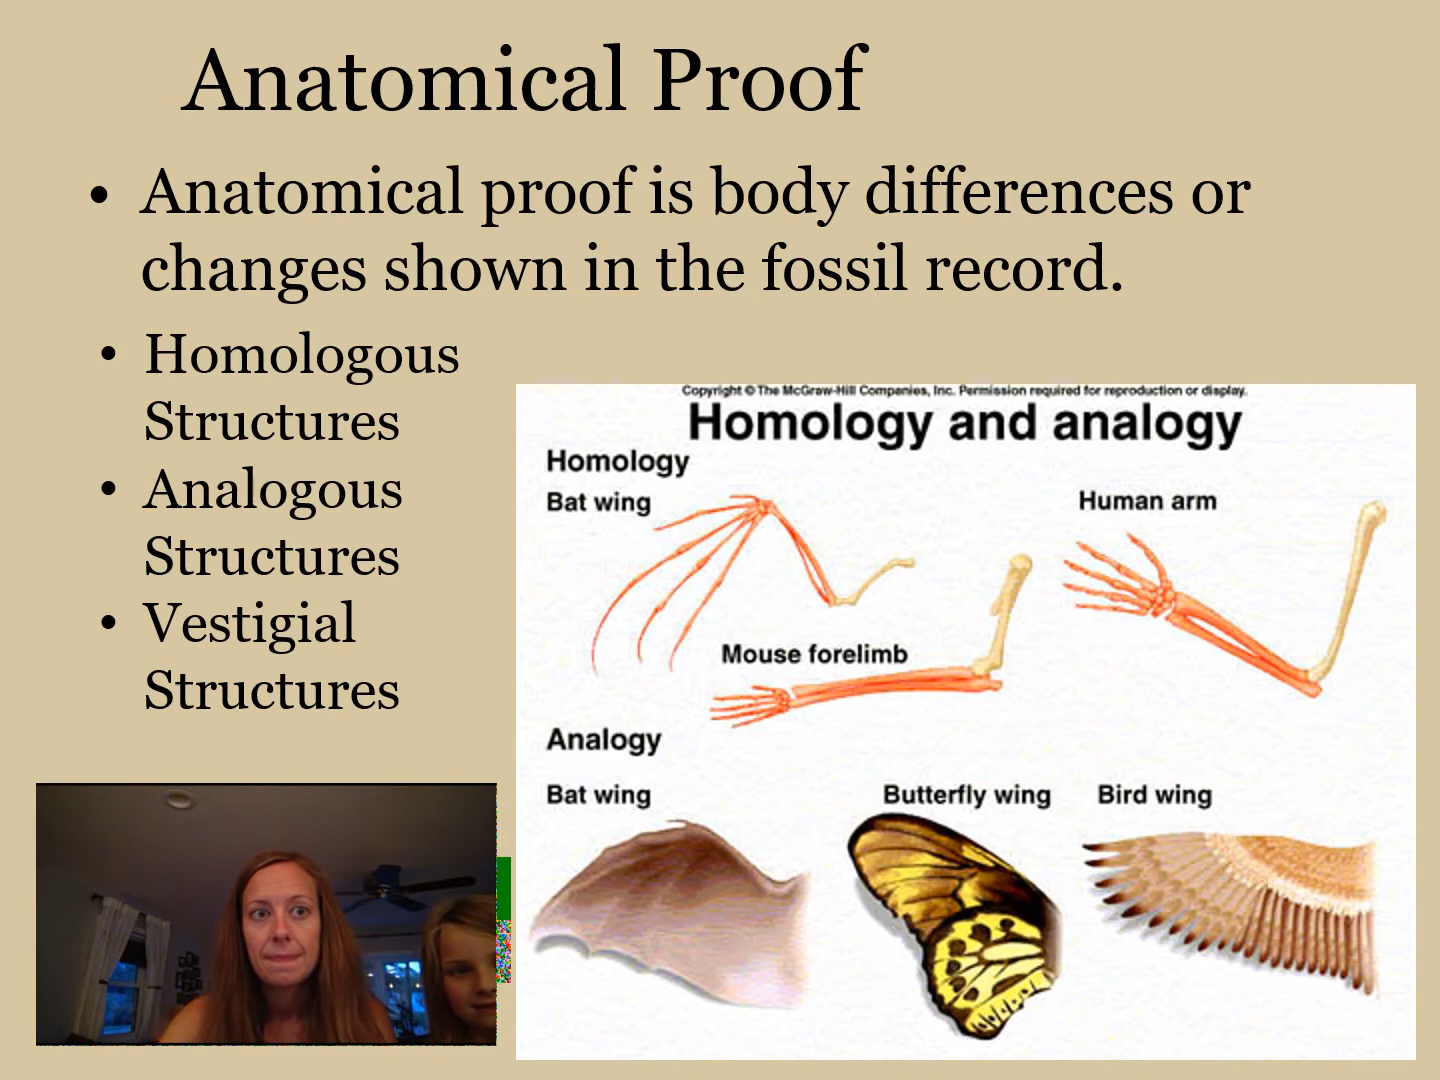 Anatomical Proof
• Anatomical proof is body differences or
changes shown in the fossil record.
• Homologous
Structures
• Analogous
Structures
• Vestigial
Structures
Copyright © The McGraw-Hill Companies, Inc. Permission required for reproduction or display.
Homology and analogy
Homology
Bat wing
Human arm
Mouse forelimb
Analogy
Bat wing
Butterfly wing
Bird wing